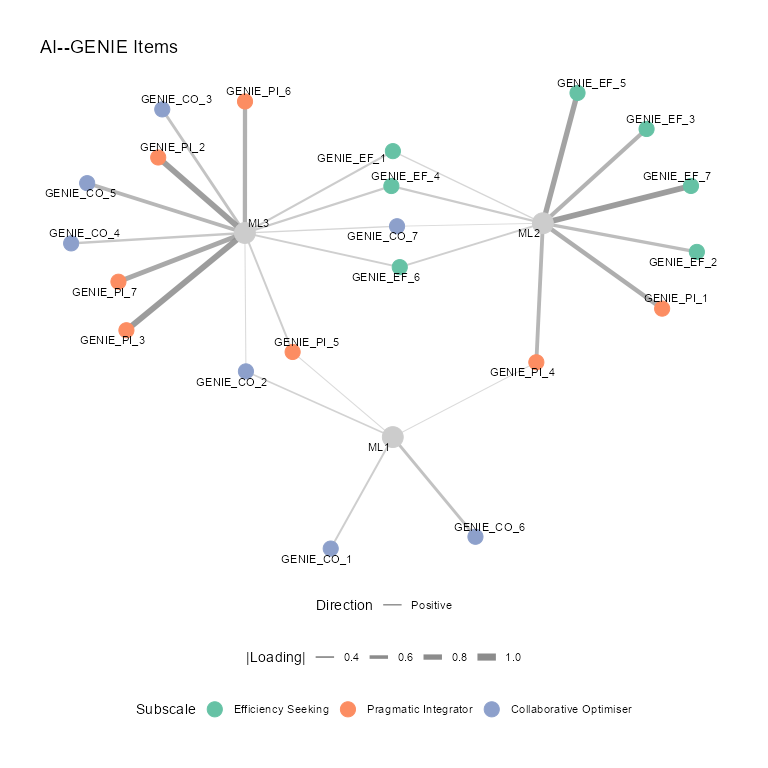 AI--GENIE Items
GENIE_EF_5
GENIE_PI_6
GENIE_CO_3
GENIE_EF_3
GENIE_PI_2
GENIE_EF_1
GENIE_EF_4
GENIE_EF_7
GENIE_CO_5
ML3
GENIE_CO_4
ML2
GENIE_CO_7
GENIE_EF_2
GENIE_EF_6
GENIE_PI_7
GENIE_PI_1
GENIE_PI_3
GENIE_PI_5
GENIE_PI_4
GENIE_CO_2
ML1
GENIE_CO_6
GENIE_CO_1
Direction Positive
|Loading| 0.4 0.6 0.8 1.0
Subscale Efficiency Seeking Pragmatic Integrator Collaborative Optimiser